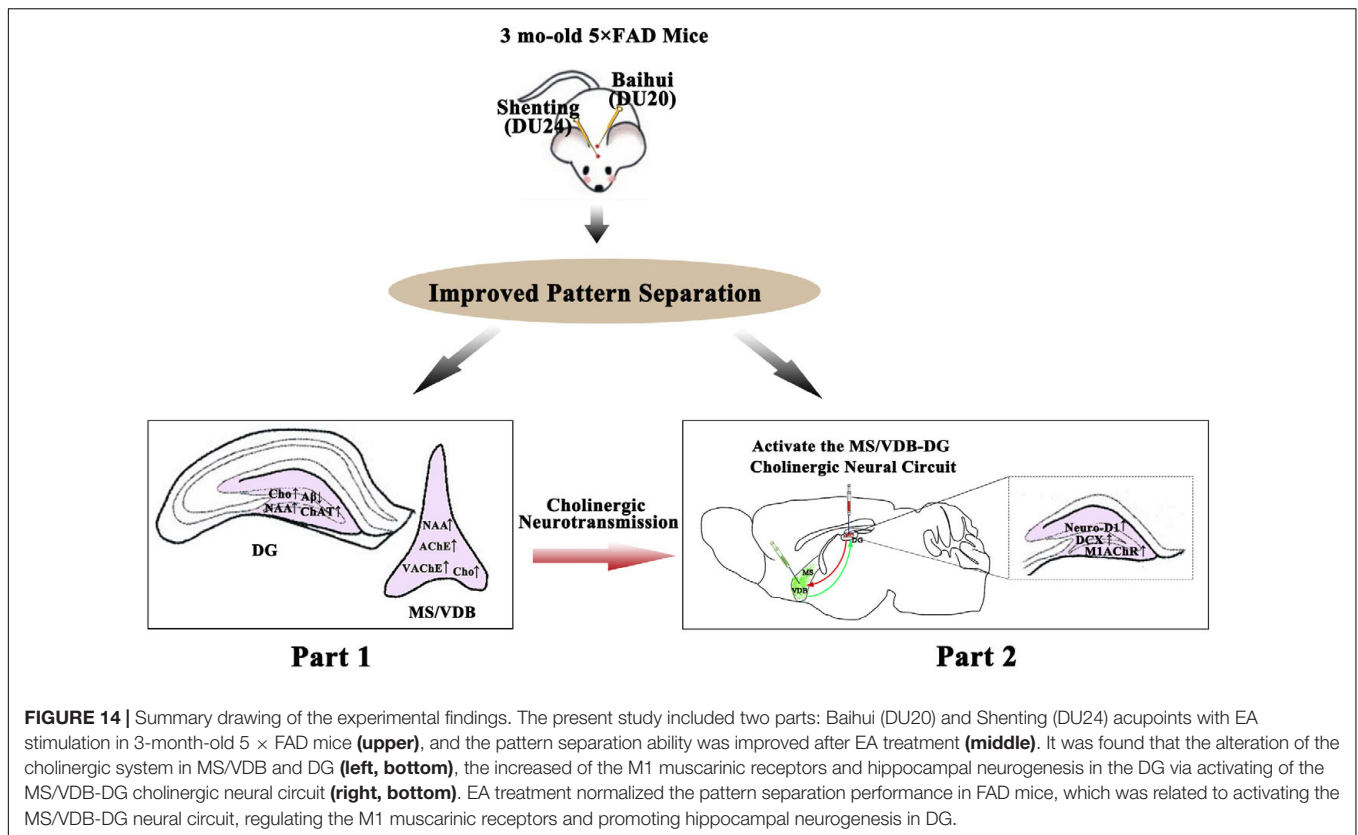 3 mo-old 5×FAD Mice
Baihui
(DU20)
Shenting
(DU24)
Improved Pattern Separation
Cho↑ Aβ↓
NAA↑ ChAT↑
DG
NAA↑
AChE↑
VAChE↑ Cho↑
MS/VDB
Part 1
Cholinergic
Neurotransmission
Activate the MS/VDB-DG
Cholinergic Neural Circuit
DG
MS
VDB
Neuro-D1↑
DCX ↑
M1AChR↑
Part 2
FIGURE 14 | Summary drawing of the experimental findings. The present study included two parts: Baihui (DU20) and Shenting (DU24) acupoints with EA
stimulation in 3-month-old 5 × FAD mice (upper), and the pattern separation ability was improved after EA treatment (middle). It was found that the alteration of the
cholinergic system in MS/VDB and DG (left, bottom), the increased of the M1 muscarinic receptors and hippocampal neurogenesis in the DG via activating of the
MS/VDB-DG cholinergic neural circuit (right, bottom). EA treatment normalized the pattern separation performance in FAD mice, which was related to activating the
MS/VDB-DG neural circuit, regulating the M1 muscarinic receptors and promoting hippocampal neurogenesis in DG.